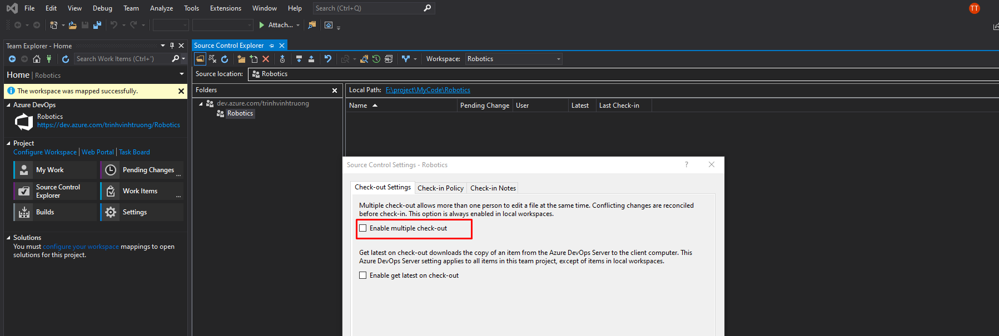 File Edit View Debug Team Analyze Tools Extensions Window Help Search (Ctrl+Q) TT
Attach...
Team Explorer - Home
Search Work Items (Ctrl+')
Home | Robotics
The workspace was mapped successfully.
Azure DevOps
Robotics
https://dev.azure.com/trinhvinhtruong/Robotics
Project
Configure Workspace | Web Portal | Task Board
My Work Pending Changes ...
Source Control Explorer Work Items ...
Builds Settings
Solutions
You must configure your workspace mappings to open
solutions for this project.
Source Control Explorer
Workspace: Robotics
Source location: Robotics
Folders
dev.azure.com/trinhvinhtruong
Robotics
Local Path: F:\project\MyCode\Robotics
Name Pending Change User Latest Last Check-in
Source Control Settings - Robotics ?
Check-out Settings Check-in Policy Check-in Notes
Multiple check-out allows more than one person to edit a file at the same time. Conflicting changes are reconciled
before check-in. This option is always enabled in local workspaces.
Enable multiple check-out
Get latest on check-out downloads the copy of an item from the Azure DevOps Server to the client computer. This
Azure DevOps Server setting applies to all items in this team project, except of items in local workspaces.
Enable get latest on check-out